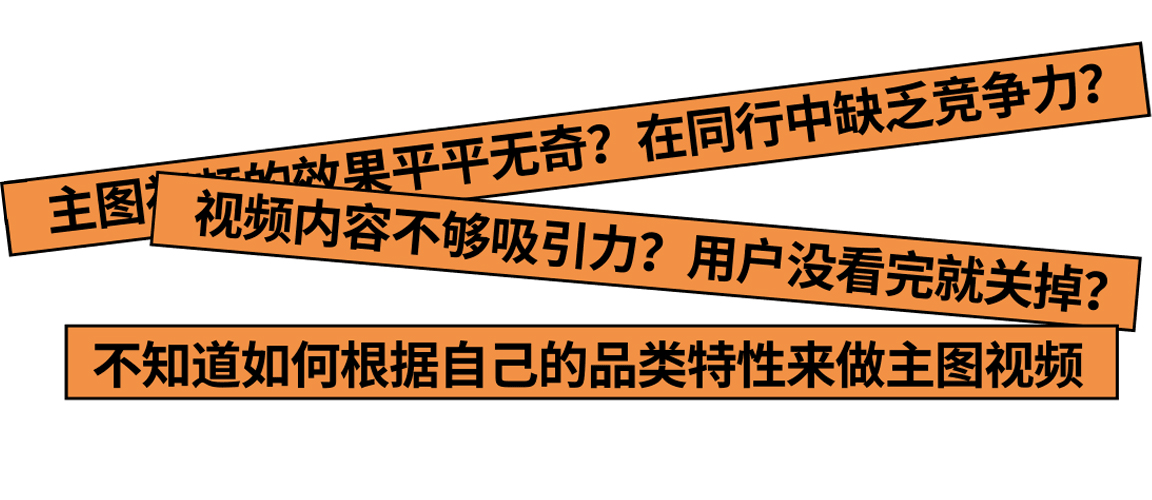 主图视频的效果平平无奇？在同行中缺乏竞争力？
视频内容不够吸引力？用户没看完就关掉？
不知道如何根据自己的品类特性来做主图视频